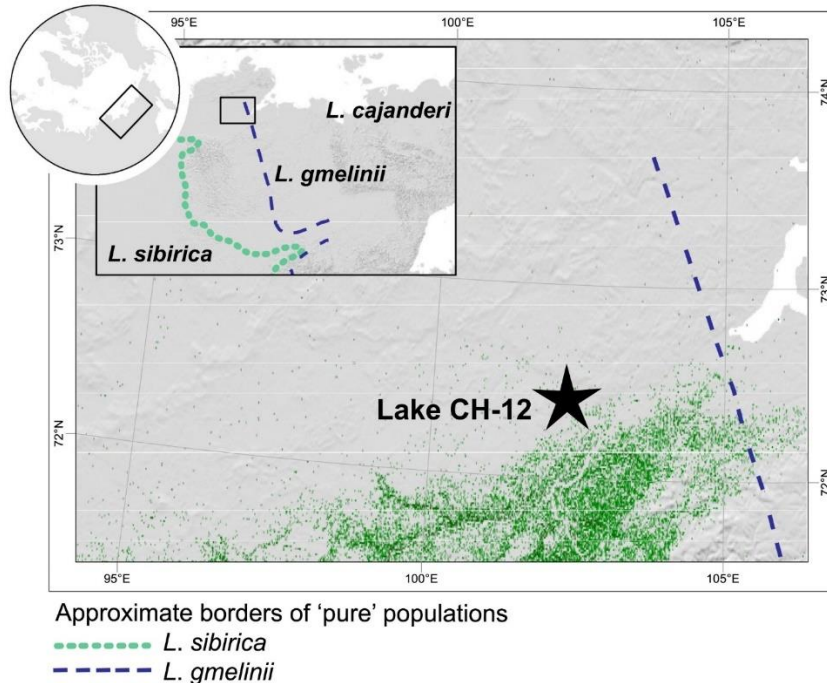 95°E
100°E
105°E
74°N
L. cajanderi
L. gmelinii
73°N
L. sibirica
73°N
Lake CH-12
72°N
72°N
95°E
100°E
105°E
Approximate borders of ‘pure’ populations
L. sibirica
L. gmelinii